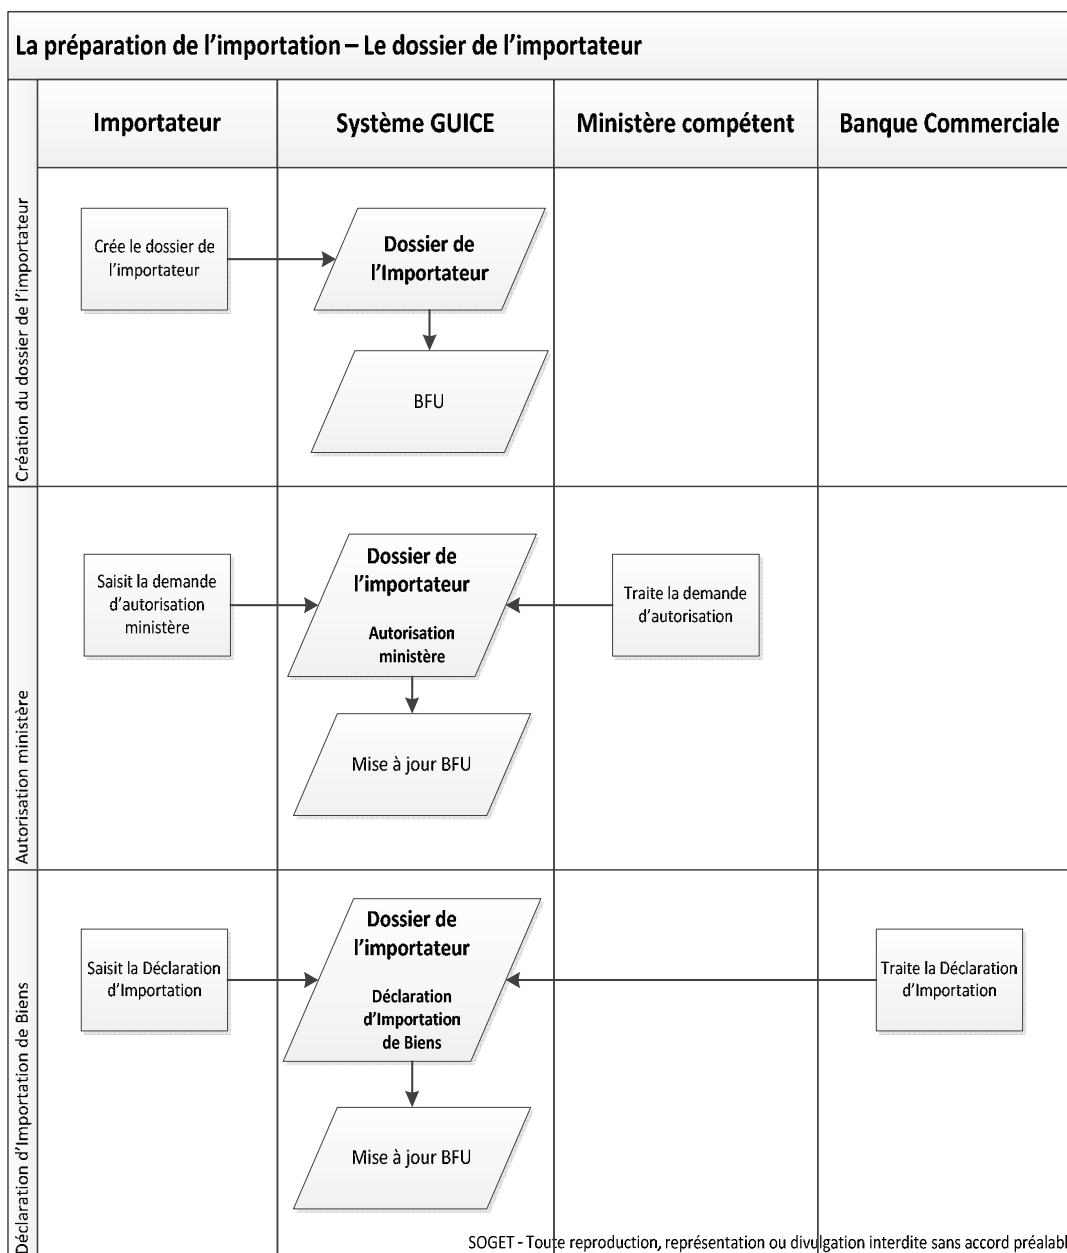 La préparation de l’importation – Le dossier de l’importateur
Importateur
Système GUICE
Ministère compétent
Banque Commerciale
Création du dossier de l’importateur
Crée le dossier de
l’importateur
Dossier de
l’Importateur
BFU
Autorisation ministère
Saisit la demande
d’autorisation
ministère
Dossier de
l’importateur
Autorisation
ministère
Traite la demande
d’autorisation
Mise à jour BFU
Déclaration d’Importation de Biens
Saisit la Déclaration
d’Importation
Dossier de
l’importateur
Déclaration
d’Importation
de Biens
Traite la Déclaration
d’Importation
Mise à jour BFU
SOGET - Toute reproduction, représentation ou divulgation interdite sans accord préalabl